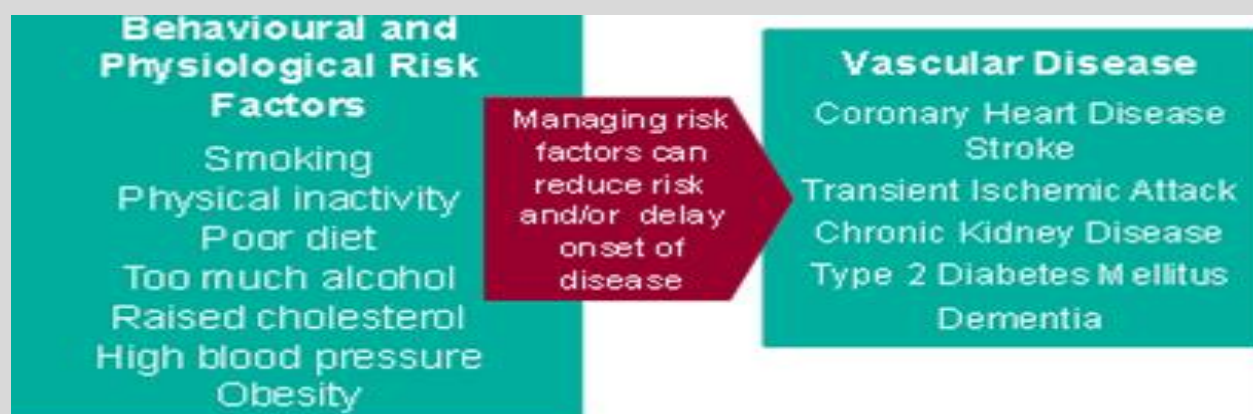 Behavioural and
Physiological Risk
Factors
Smoking
Physical inactivity
Poor diet
Too much alcohol
Raised cholesterol
High blood pressure
Obesity
Managing risk
factors can
reduce risk
and/or delay
onset of
disease
Vascular Disease
Coronary Heart Disease
Stroke
Transient Ischemic Attack
Chronic Kidney Disease
Type 2 Diabetes Mellitus
Dementia